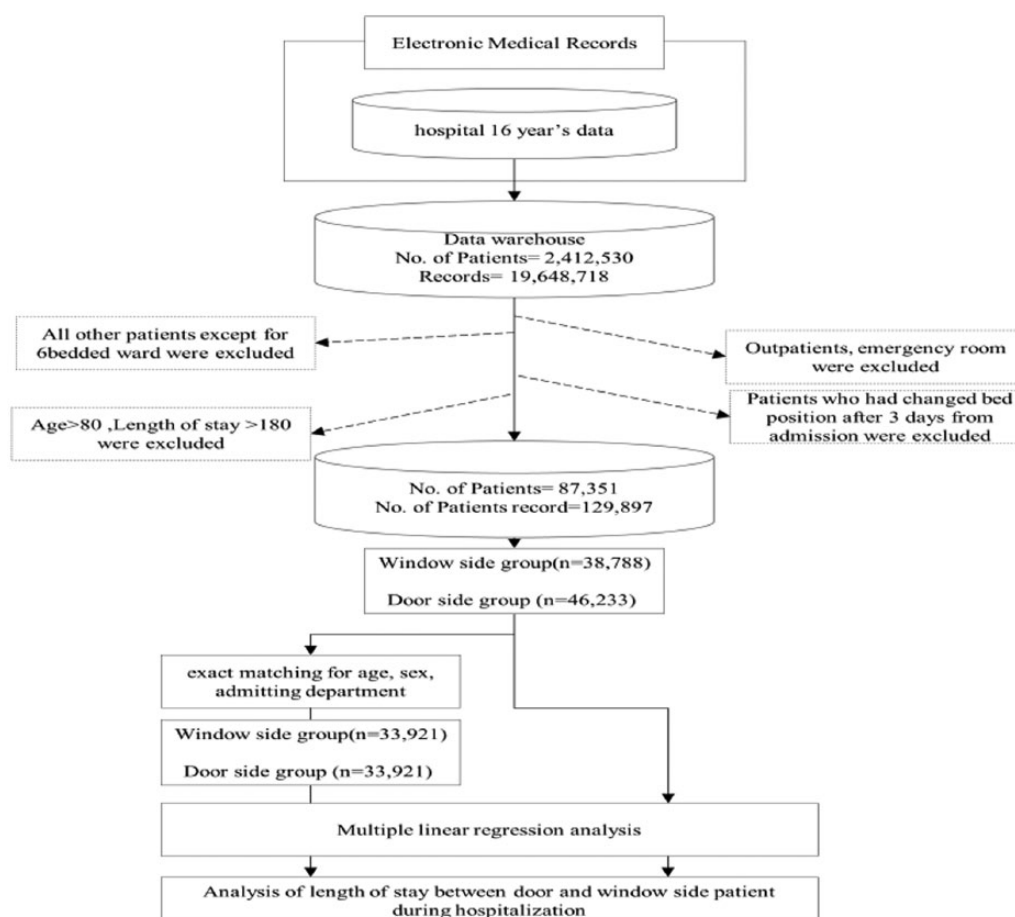 Electronic Medical Records
hospital 16 year's data
Data warehouse
No. of Patients= 2,412,530
Records= 19,648,718
All other patients except for
6bedded ward were excluded
Outpatients, emergency room
were excluded
Age>80 ,Length of stay >180
were excluded
Patients who had changed bed
position after 3 days from
admission were excluded
No. of Patients= 87,351
No. of Patients record=129,897
Window side group(n=38,788)
Door side group (n=46,233)
exact matching for age, sex,
admitting department
Window side group(n=33,921)
Door side group (n=33,921)
Multiple linear regression analysis
Analysis of length of stay between door and window side patient
during hospitalization